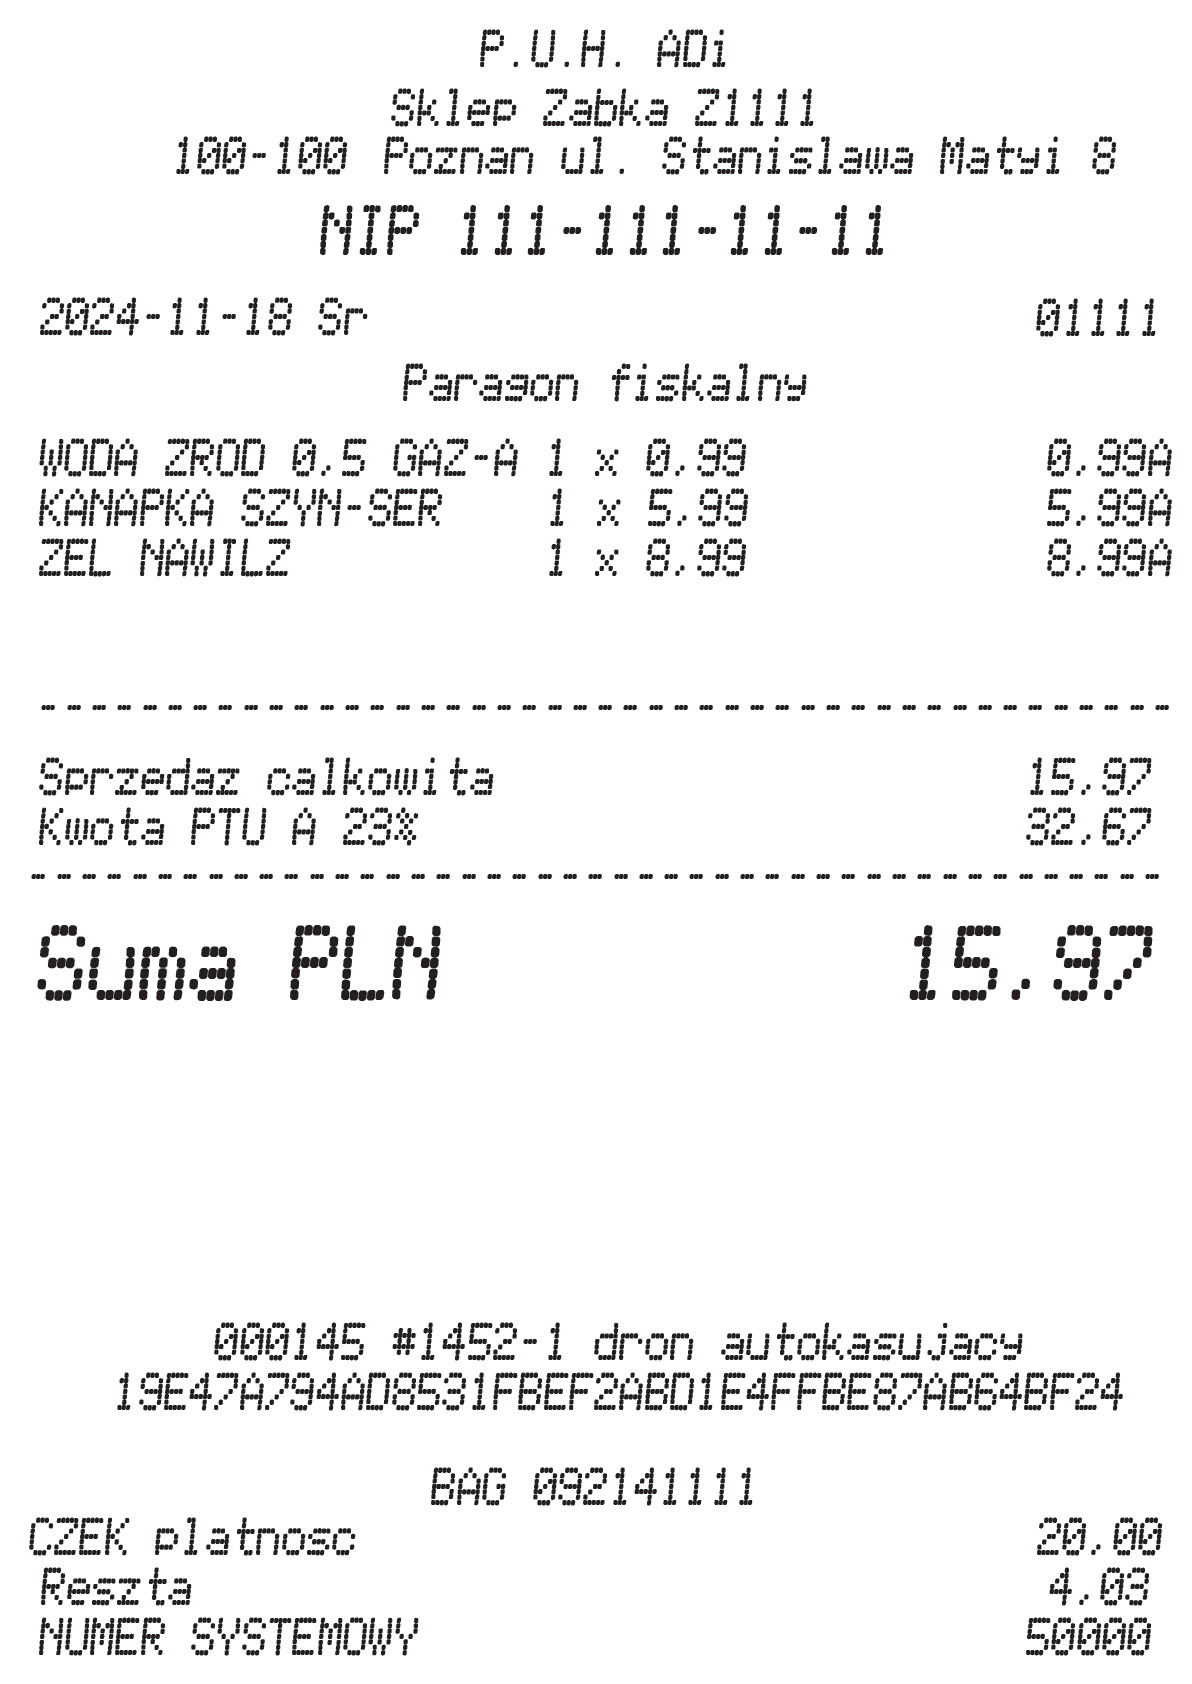 P.U.H. ADi
Sklep Zabka Z1111
100-100 Poznan ul. Stanislawa Matyi 8
NIP 111-111-11-11
2024-11-18 Sr 01111
Paragon fiskalny
WODA ZROD 0,5 GAZ-A 1 x 0,99 0,99A
KANAPKA SZYN-SER 1 x 5,99 5,99A
ZEL NAWILZ 1 x 8,99 8,99A
Sprzedaz calkowita 15,97
Kwota PTU A 23% 32,67
Suma PLN 15,97
000145 #1452-1 dron autokasujacy
19E47A794AD8531FBEF2ABD1E4FFBE87AB64BF24
BAG 092141111
CZEK platnosc 20.00
Reszta 4,03
NUMER SYSTEMOWY 50000